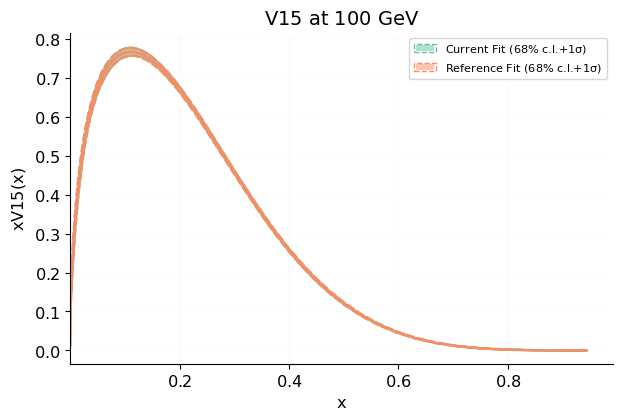 V15 at 100 GeV
Current Fit (68% c.l.+1σ)
Reference Fit (68% c.l.+1σ)
xV15(x)
0.8
0.7
0.6
0.5
0.4
0.3
0.2
0.1
0.0
0.2
0.4
0.6
0.8
x